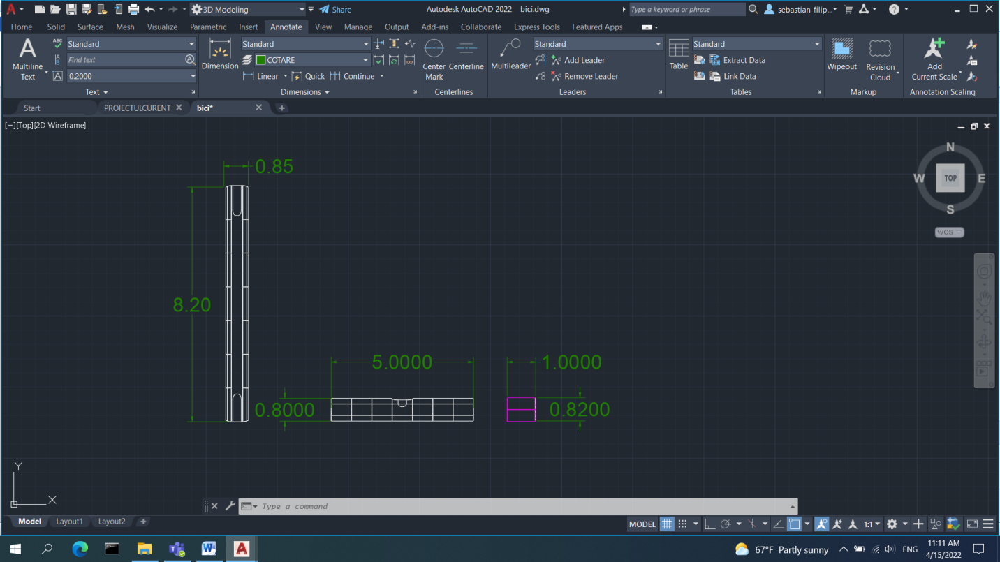 3D Modeling
Share
Autodesk AutoCAD 2022 bici.dwg
Type a keyword or phrase
sebastian-filip...
Home Solid Surface Mesh Visualize Parametric Insert Annotate View Manage Output Add-ins Collaborate Express Tools Featured Apps
A
Multiline
Text
ABC
Standard
Find text
0.2000
Text
Dimension
Standard
COTARE
Linear
Quick
Continue
Dimensions
Center
Mark
Centerline
Centerlines
Multileader
Standard
Add Leader
Remove Leader
Leaders
Table
Standard
Extract Data
Link Data
Tables
Wipeout
Revision
Cloud
Markup
Add
Current Scale
Annotation Scaling
Start
PROIECTULCURENT
bici*
[−][Top][2D Wireframe]
N
W
TOP
E
S
WCS
0.85
8.20
5.0000
1.0000
0.8000
0.8200
Y
X
Type a command
Model
Layout1
Layout2
MODEL
1:1
67°F Partly sunny
ENG
11:11 AM
4/15/2022